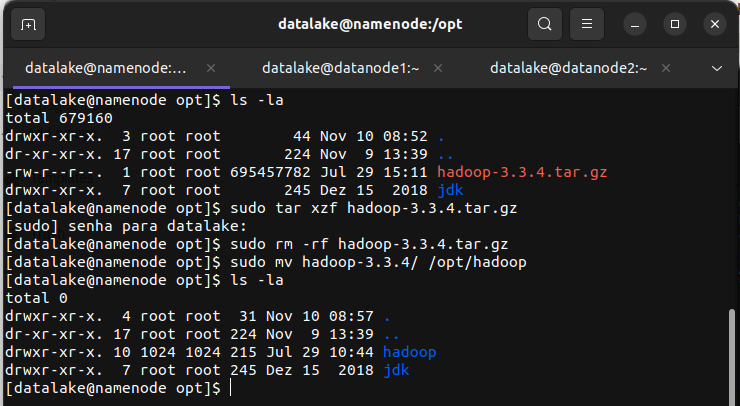 datalake@namenode:/opt
datalake@namenode:... × datalake@datanode1:~ × datalake@datanode2:~ ×
[datalake@namenode opt]$ ls -la
total 679160
drwxr-xr-x.  3 root root        44 Nov 10 08:52 .
dr-xr-xr-x. 17 root root       224 Nov  9 13:39 ..
-rw-r--r--.  1 root root 695457782 Jul 29 15:11 hadoop-3.3.4.tar.gz
drwxr-xr-x.  7 root root       245 Dez 15  2018 jdk
[datalake@namenode opt]$ sudo tar xzf hadoop-3.3.4.tar.gz
[sudo] senha para datalake:
[datalake@namenode opt]$ sudo rm -rf hadoop-3.3.4.tar.gz
[datalake@namenode opt]$ sudo mv hadoop-3.3.4/ /opt/hadoop
[datalake@namenode opt]$ ls -la
total 0
drwxr-xr-x.  4 root root  31 Nov 10 08:57 .
dr-xr-xr-x. 17 root root 224 Nov  9 13:39 ..
drwxr-xr-x. 10 1024 1024 215 Jul 29 10:44 hadoop
drwxr-xr-x.  7 root root 245 Dez 15  2018 jdk
[datalake@namenode opt]$